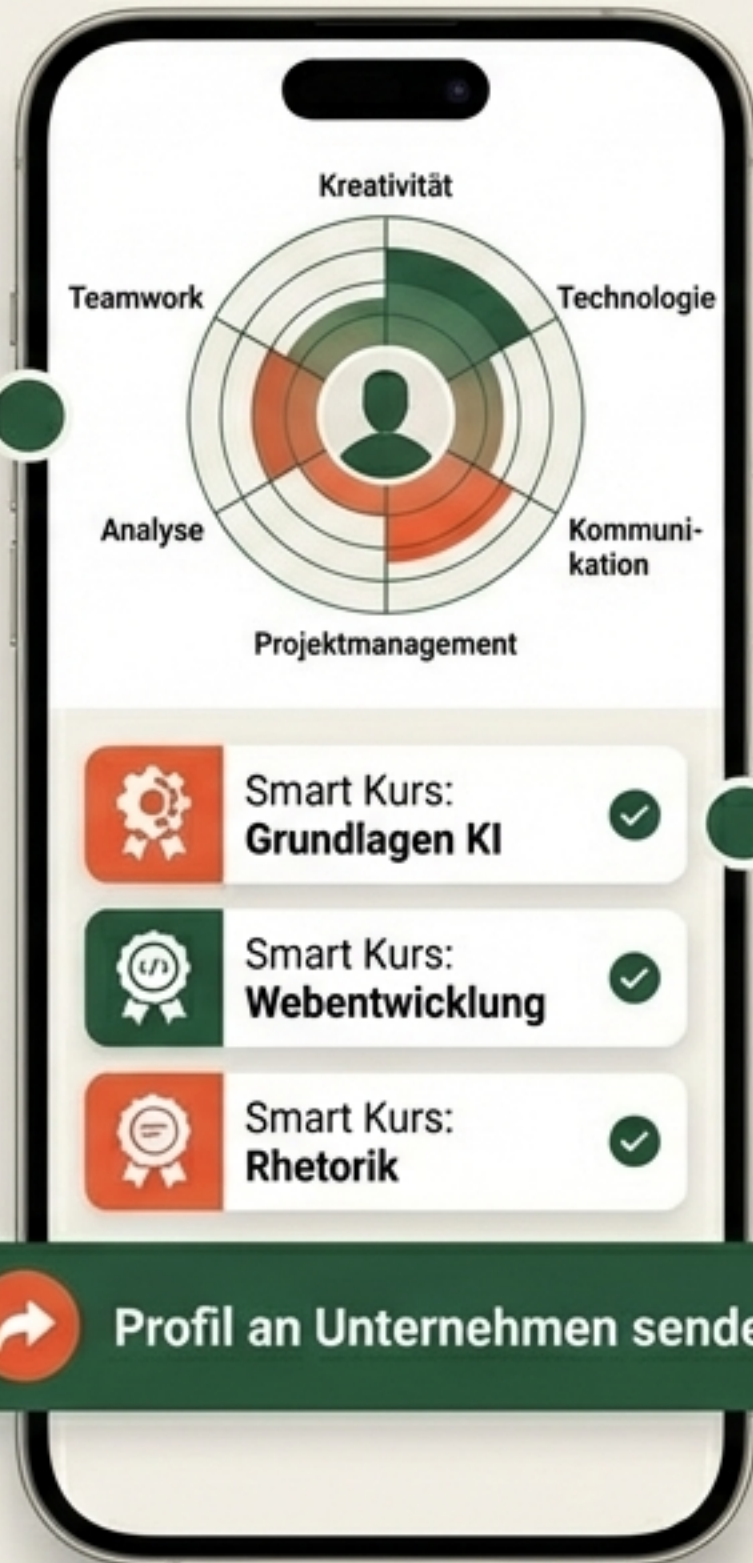 Kreativität
Teamwork
Technologie
Analyse
Kommuni-
kation
Projektmanagement
Smart Kurs:
Grundlagen KI
</>
Smart Kurs:
Webentwicklung
Smart Kurs:
Rhetorik
Profil an Unternehmen sende